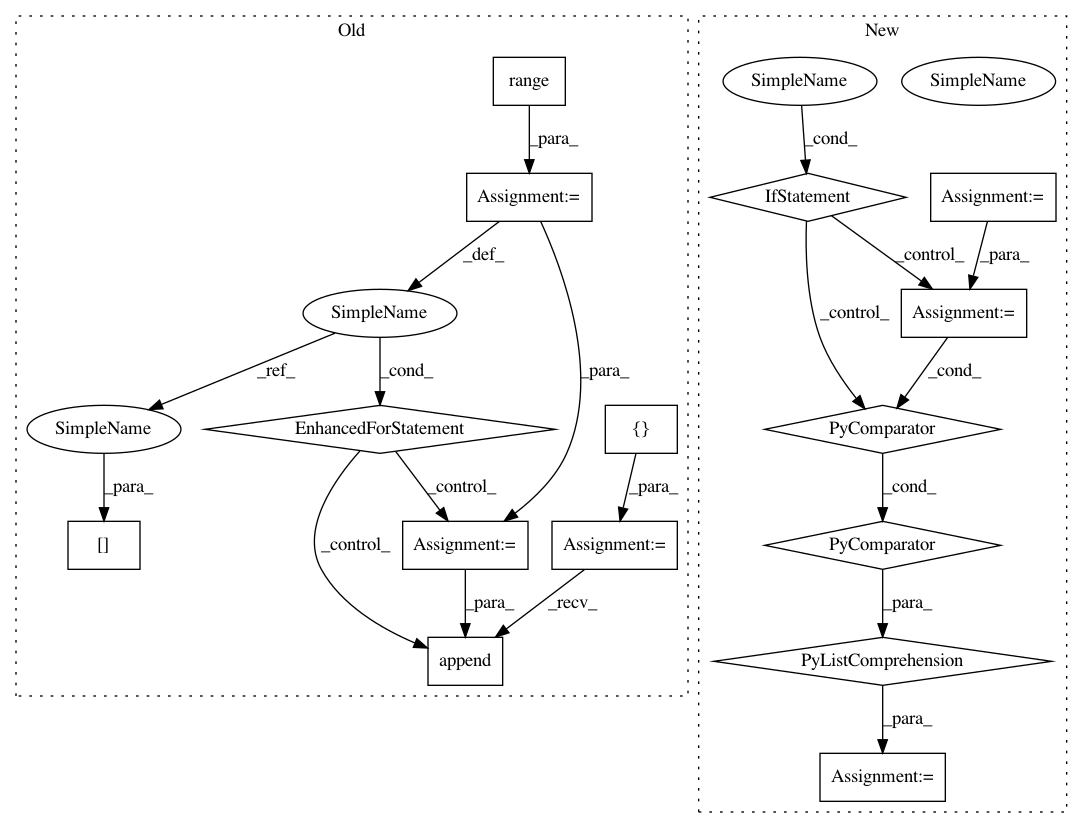 Old
New
range
SimpleName
SimpleName
_para_
_cond_
Assignment:=
IfStatement
Assignment:=
_def_
_control_
_para_
SimpleName
_control_
Assignment:=
_ref_
_cond_
_para_
_cond_
SimpleName
EnhancedForStatement
{}
PyComparator
_para_
_control_
_para_
_cond_
[]
_control_
Assignment:=
Assignment:=
PyComparator
_para_
_recv_
_para_
append
PyListComprehension
_para_
Assignment:=